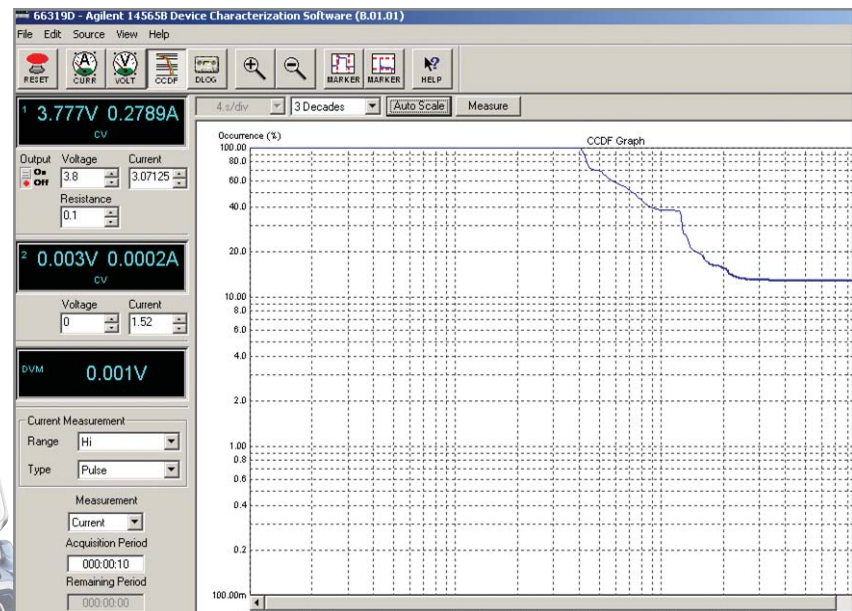 66319D - Agilent 14565B Device Characterization Software (B.01.01)
File Edit Source View Help
RESET CURR VOLT CCDF DLOG MARKER MARKER HELP
4.s/div 3 Decades Auto Scale Measure
1 3.777V 0.2789A
CV
Output Voltage Current
On
Off
3.8 3.07125
Resistance
0.1
2 0.003V 0.0002A
CV
Voltage Current
0 1.52
DVM 0.001V
Current Measurement
Range Hi
Type Pulse
Measurement
Current
Acquisition Period
000:00:10
Remaining Period
000:00:00
Occurrence (%)
CCDF Graph
100.00
80.0
60.0
40.0
20.0
10.00
8.0
6.0
4.0
2.0
1.00
0.8
0.6
0.4
0.2
100.00m